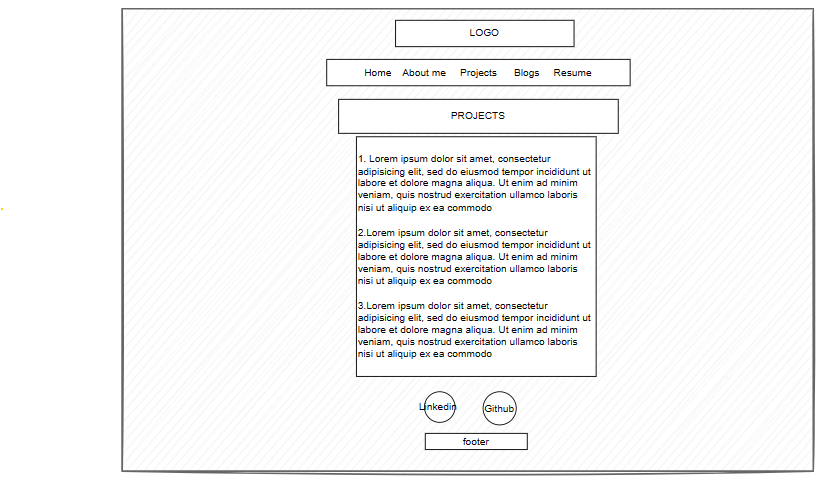 LOGO
Home About me Projects Blogs Resume
PROJECTS
1. Lorem ipsum dolor sit amet, consectetur
adipisicing elit, sed do eiusmod tempor incididunt ut
labore et dolore magna aliqua. Ut enim ad minim
veniam, quis nostrud exercitation ullamco laboris
nisi ut aliquip ex ea commodo
2.Lorem ipsum dolor sit amet, consectetur
adipisicing elit, sed do eiusmod tempor incididunt ut
labore et dolore magna aliqua. Ut enim ad minim
veniam, quis nostrud exercitation ullamco laboris
nisi ut aliquip ex ea commodo
3.Lorem ipsum dolor sit amet, consectetur
adipisicing elit, sed do eiusmod tempor incididunt ut
labore et dolore magna aliqua. Ut enim ad minim
veniam, quis nostrud exercitation ullamco laboris
nisi ut aliquip ex ea commodo
Linkedin Github
footer